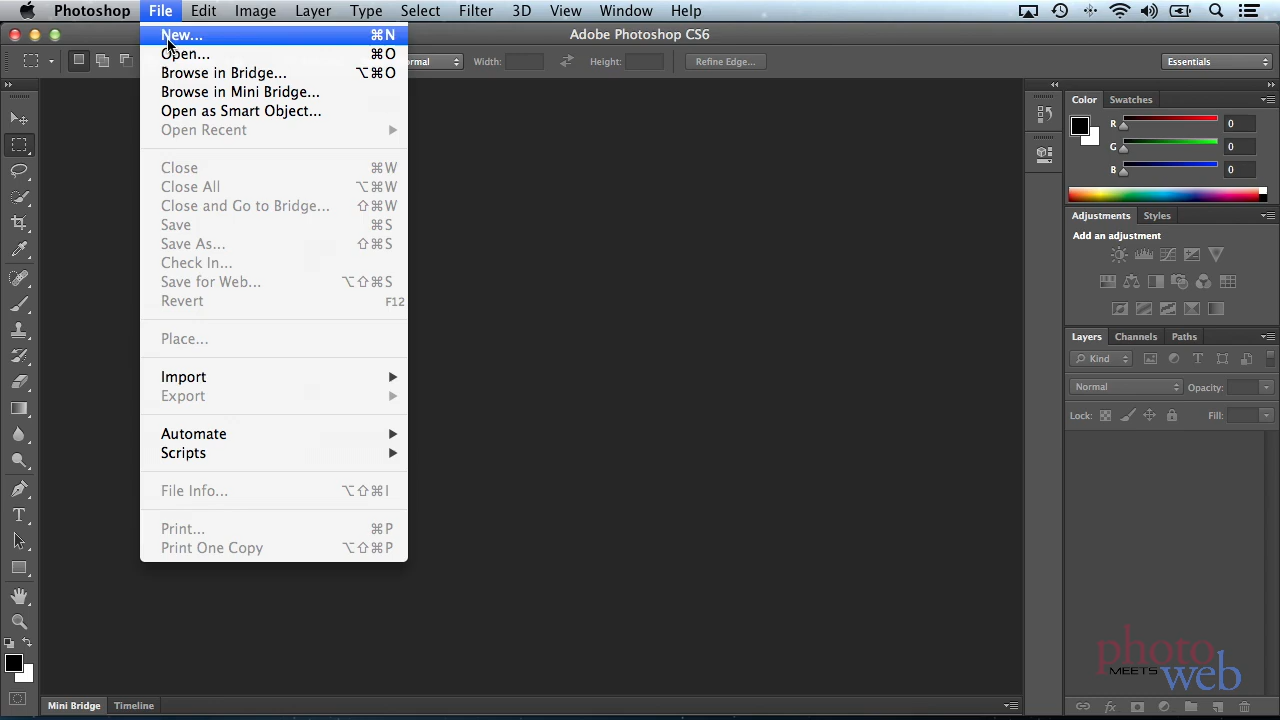 Photoshop File Edit Image Layer Type Select Filter 3D View Window Help
Adobe Photoshop CS6
New... ⌘N
Open... ⌘O
Browse in Bridge... ⌥⌘O
Browse in Mini Bridge...
Open as Smart Object...
Open Recent
Close ⌘W
Close All ⌥⌘W
Close and Go to Bridge... ⇧⌘W
Save ⌘S
Save As... ⇧⌘S
Check In...
Save for Web... ⌥⇧⌘S
Revert F12
Place...
Import
Export
Automate
Scripts
File Info... ⌥⇧⌘I
Print... ⌘P
Print One Copy ⌥⇧⌘P
Width: Height: Refine Edge... Essentials
Color Swatches
R 0
G 0
B 0
Adjustments Styles
Add an adjustment
Layers Channels Paths
Kind
Normal Opacity:
Lock: Fill:
photo
MEETS web
Mini Bridge Timeline